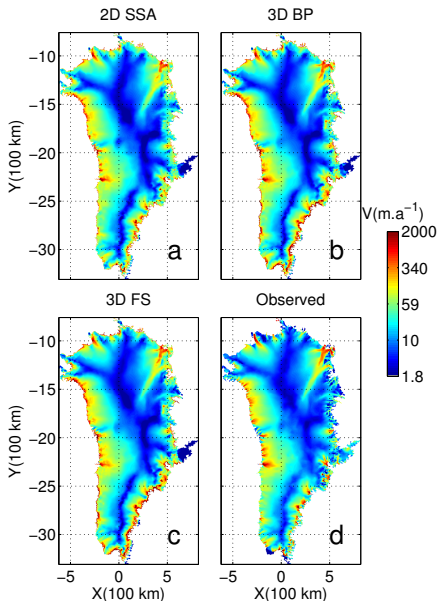 2D SSA 3D BP
−10
−15
−20
−25
−30
Y(100 km)
a b
V(m.a⁻¹)
2000
340
59
10
1.8
3D FS Observed
−10
−15
−20
−25
−30
Y(100 km)
c d
−5 0 5 −5 0 5
X(100 km) X(100 km)